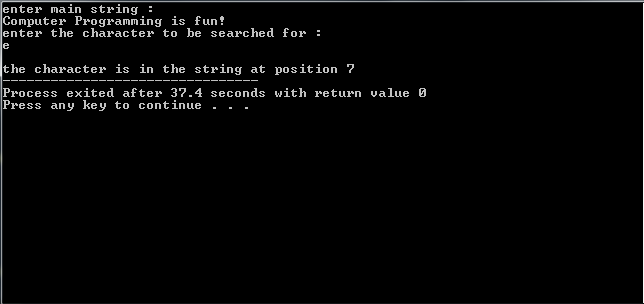 enter main string :
Computer Programming is fun!
enter the character to be searched for :
e
the character is in the string at position 7
--------------------------------
Process exited after 37.4 seconds with return value 0
Press any key to continue . . .